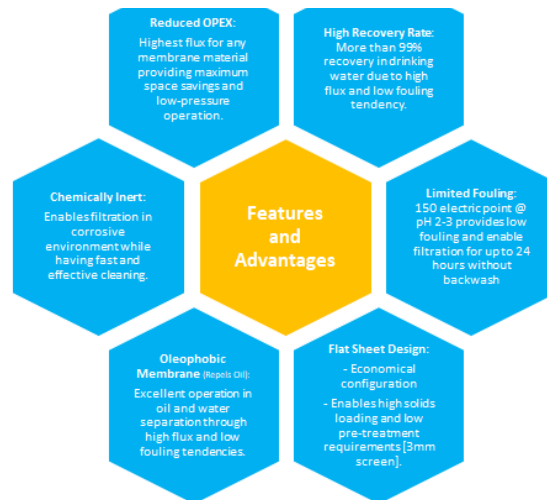 Reduced OPEX:
Highest flux for any
membrane material
providing maximum
space savings and
low-pressure
operation.
High Recovery Rate:
More than 99%
recovery in drinking
water due to high
flux and low fouling
tendency.
Chemically Inert:
Enables filtration in
corrosive
environment while
having fast and
effective cleaning.
Features
and
Advantages
Limited Fouling:
150 electric point @
pH 2-3 provides low
fouling and enable
filtration for up to 24
hours without
backwash
Oleophobic
Membrane (Repels Oil):
Excellent operation in
oil and water
separation through
high flux and low
fouling tendencies.
Flat Sheet Design:
- Economical
configuration
- Enables high solids
loading and low
pre-treatment
requirements [3mm
screen].